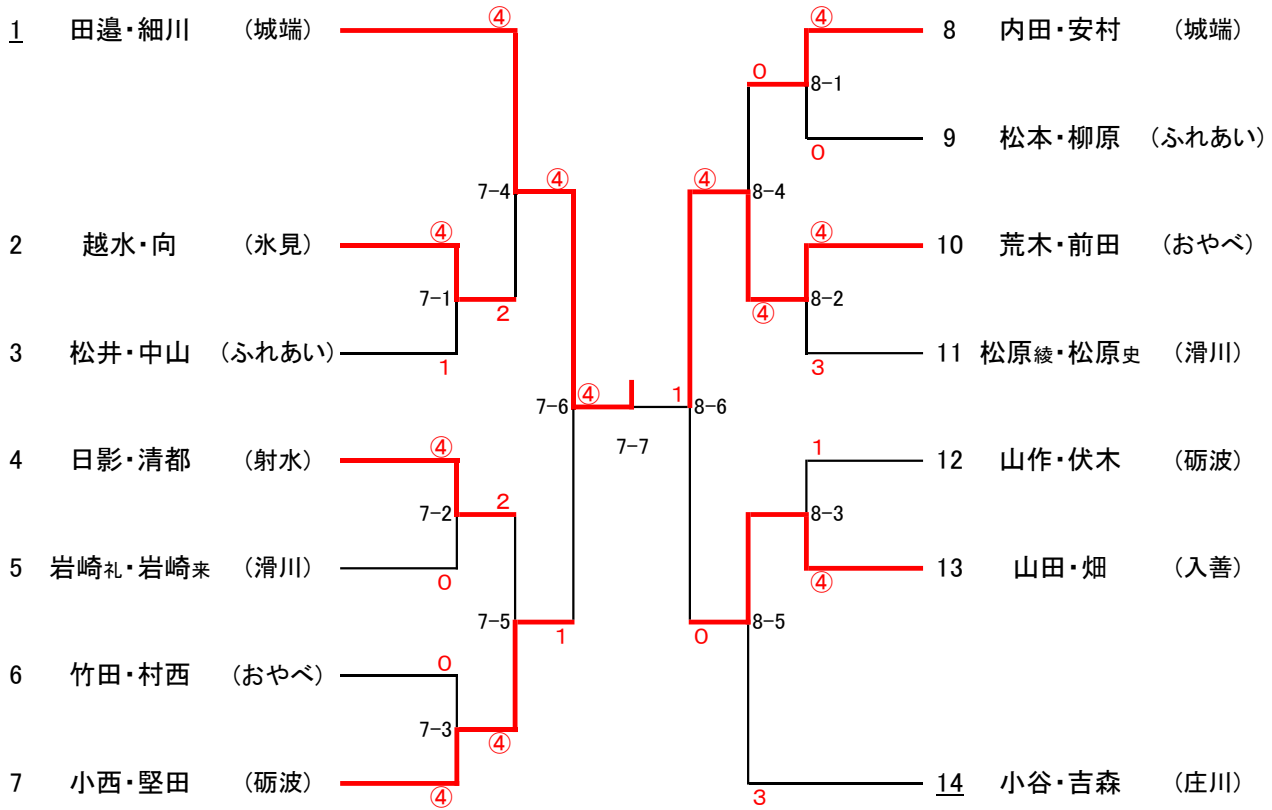 1 田邉・細川 (城端) ④
④ 8 内田・安村 (城端)
0 8-1
0 9 松本・柳原 (ふれあい)
7-4 ④
④ 8-4
2 越水・向 (氷見) ④
④ 10 荒木・前田 (おやべ)
7-1 2
④ 8-2
3 松井・中山 (ふれあい) 1
3 11 松原綾・松原史 (滑川)
7-6 ④ 7-7 1 8-6
4 日影・清都 (射水) ④
1 12 山作・伏木 (砺波)
7-2 2
8-3
5 岩崎礼・岩崎来 (滑川) 0
④ 13 山田・畑 (入善)
7-5 1
0 8-5
6 竹田・村西 (おやべ) 0
7-3 ④
7 小西・堅田 (砺波) ④
3 14 小谷・吉森 (庄川)